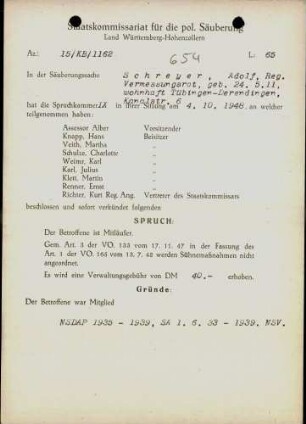 Staatskommissariat für die pol. Säuberung
Land Württemberg-Hohenzollern
Az.: 15/KB/1162 L: 65
654
In der Säuberungssache S c h r e y e r , Adolf, Reg.
Vermessungsrat, geb. 24. 5.11,
wohnhaft Tübingen-Derendingen,
6
hat die Spruchkammer IX in ihrer Sitzung am 4. 10. 1948, an welcher
teilgenommen haben:
Assessor Alber Vorsitzender
Knapp, Hans Beisitzer
Veith, Martha "
Schulze, Charlotte "
Weimer, Karl "
Karl, Julius "
Klett, Martin "
Renner, Ernst "
Richter, Kurt Reg. Ang. Vertreter des Staatskommissars
beschlossen und sofort verkündet folgenden
SPRUCH:
Der Betroffene ist Mitläufer.
Gem. Art. 3 der VO. 133 vom 17. 11. 47 in der Fassung des
Art. 1 der VO. 165 vom 13. 7. 48 werden Sühnemaßnahmen nicht
angeordnet.
Es wird eine Verwaltungsgebühr von DM 40.- erhoben.
Gründe:
Der Betroffene war Mitglied
NSDAP 1935 - 1939, SA 1. 6. 33 - 1939, NSV.